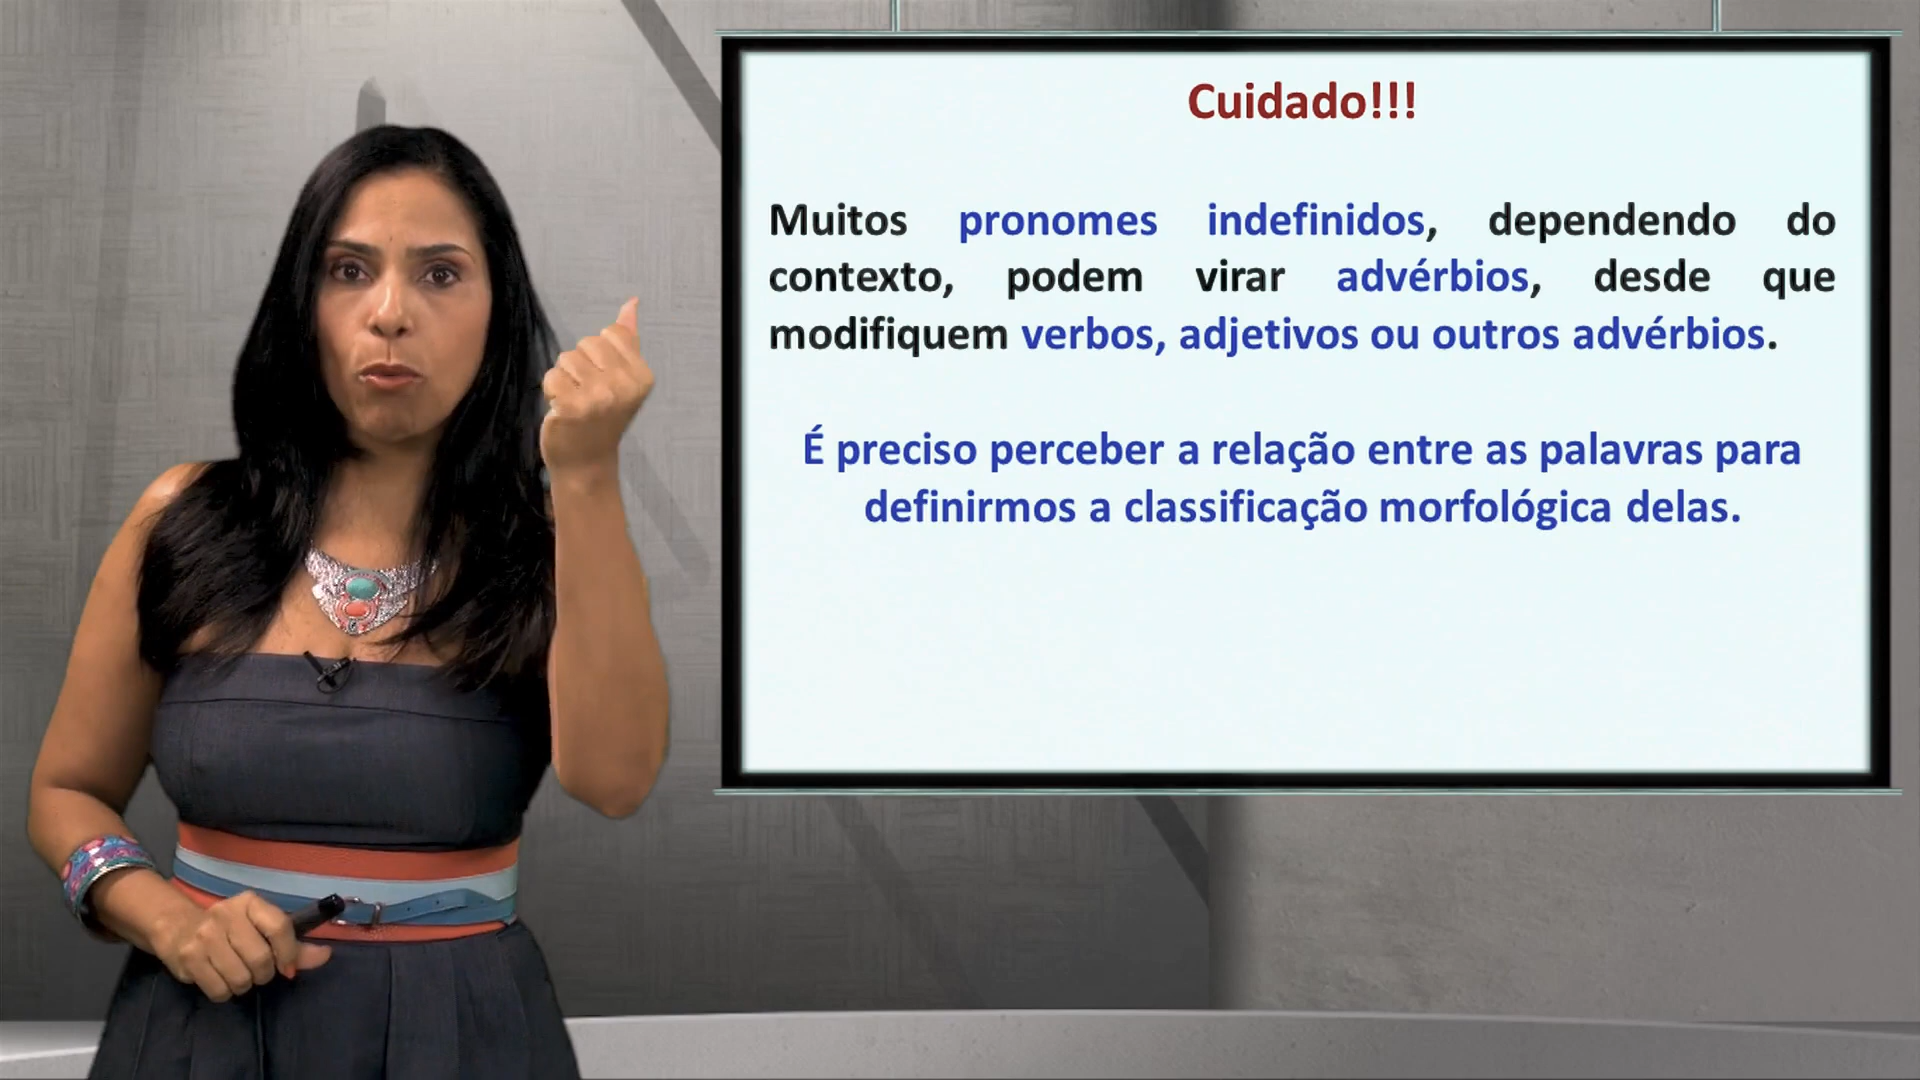 Cuidado!!!
Muitos pronomes indefinidos, dependendo do
contexto, podem virar advérbios, desde que
modifiquem verbos, adjetivos ou outros advérbios.
É preciso perceber a relação entre as palavras para
definirmos a classificação morfológica delas.